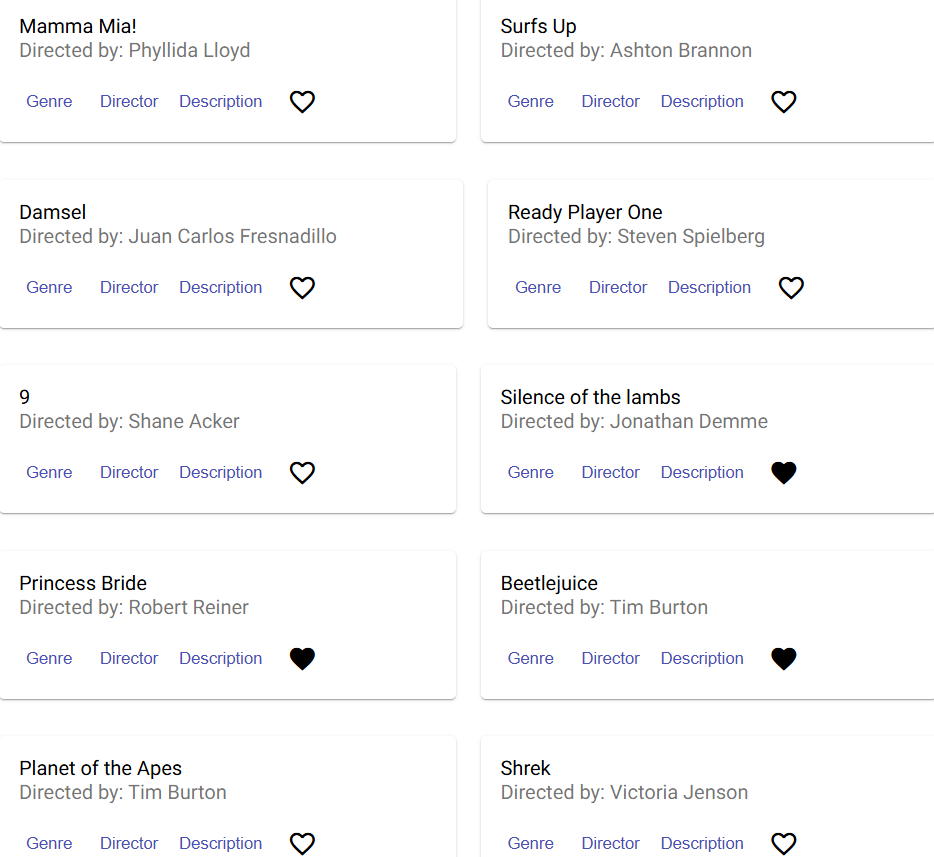 Mamma Mia!
Directed by: Phyllida Lloyd
Genre Director Description
Surfs Up
Directed by: Ashton Brannon
Genre Director Description
Damsel
Directed by: Juan Carlos Fresnadillo
Genre Director Description
Ready Player One
Directed by: Steven Spielberg
Genre Director Description
9
Directed by: Shane Acker
Genre Director Description
Silence of the lambs
Directed by: Jonathan Demme
Genre Director Description
Princess Bride
Directed by: Robert Reiner
Genre Director Description
Beetlejuice
Directed by: Tim Burton
Genre Director Description
Planet of the Apes
Directed by: Tim Burton
Genre Director Description
Shrek
Directed by: Victoria Jenson
Genre Director Description